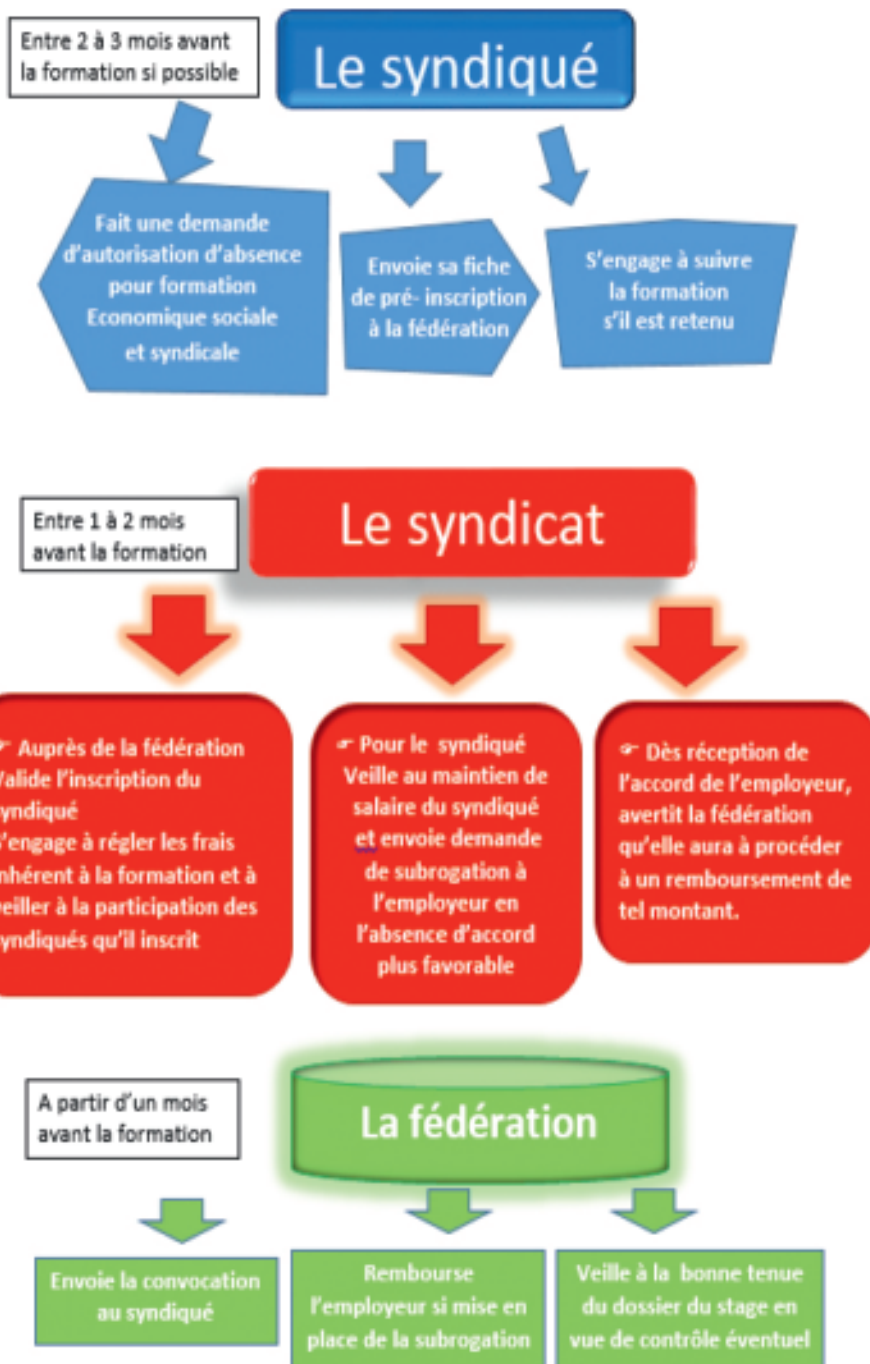 Entre 2 à 3 mois avant
la formation si possible
Le syndiqué
Fait une demande
d'autorisation d'absence
pour formation
Economique sociale
et syndicale
Envoie sa fiche
de pré- inscription
à la fédération
S'engage à suivre
la formation
s'il est retenu
Entre 1 à 2 mois
avant la formation
Le syndicat
☞ Auprès de la fédération
Valide l'inscription du
syndiqué
S'engage à régler les frais
inhérent à la formation et à
veiller à la participation des
syndiqués qu'il inscrit
☞ Pour le syndiqué
Veille au maintien de
salaire du syndiqué
et envoie demande
de subrogation à
l'employeur en
l'absence d'accord
plus favorable
☞ Dès réception de
l'accord de l'employeur,
avertit la fédération
qu'elle aura à procéder
à un remboursement de
tel montant.
A partir d'un mois
avant la formation
La fédération
Envoie la convocation
au syndiqué
Rembourse
l'employeur si mise en
place de la subrogation
Veille à la bonne tenue
du dossier du stage en
vue de contrôle éventuel